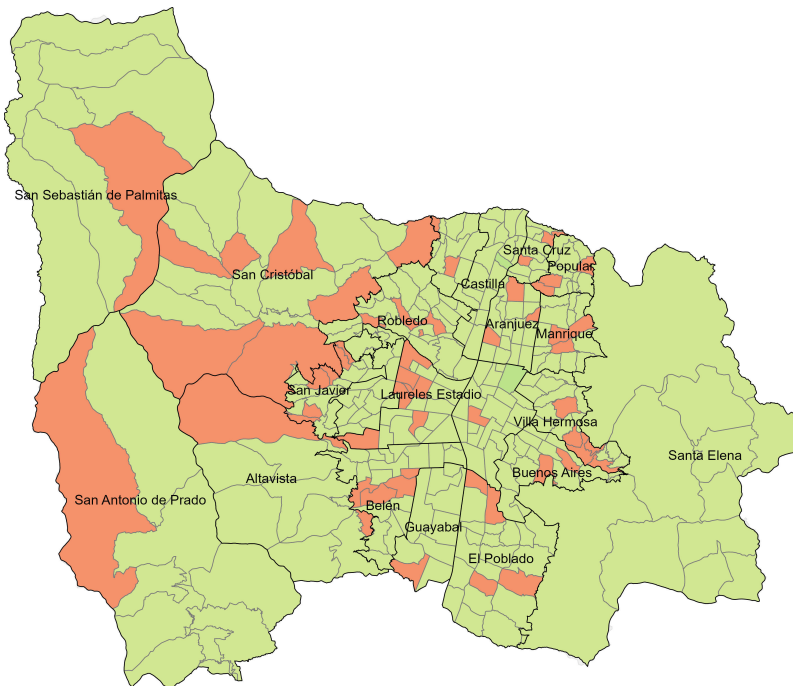 San Sebastián de Palmitas
San Cristóbal
Santa Cruz
Popular
Castilla
Robledo
Aranjuez
Manrique
San Javier
Laureles Estadio
Villa Hermosa
Santa Elena
Buenos Aires
Altavista
San Antonio de Prado
Belén
Guayabal
El Poblado